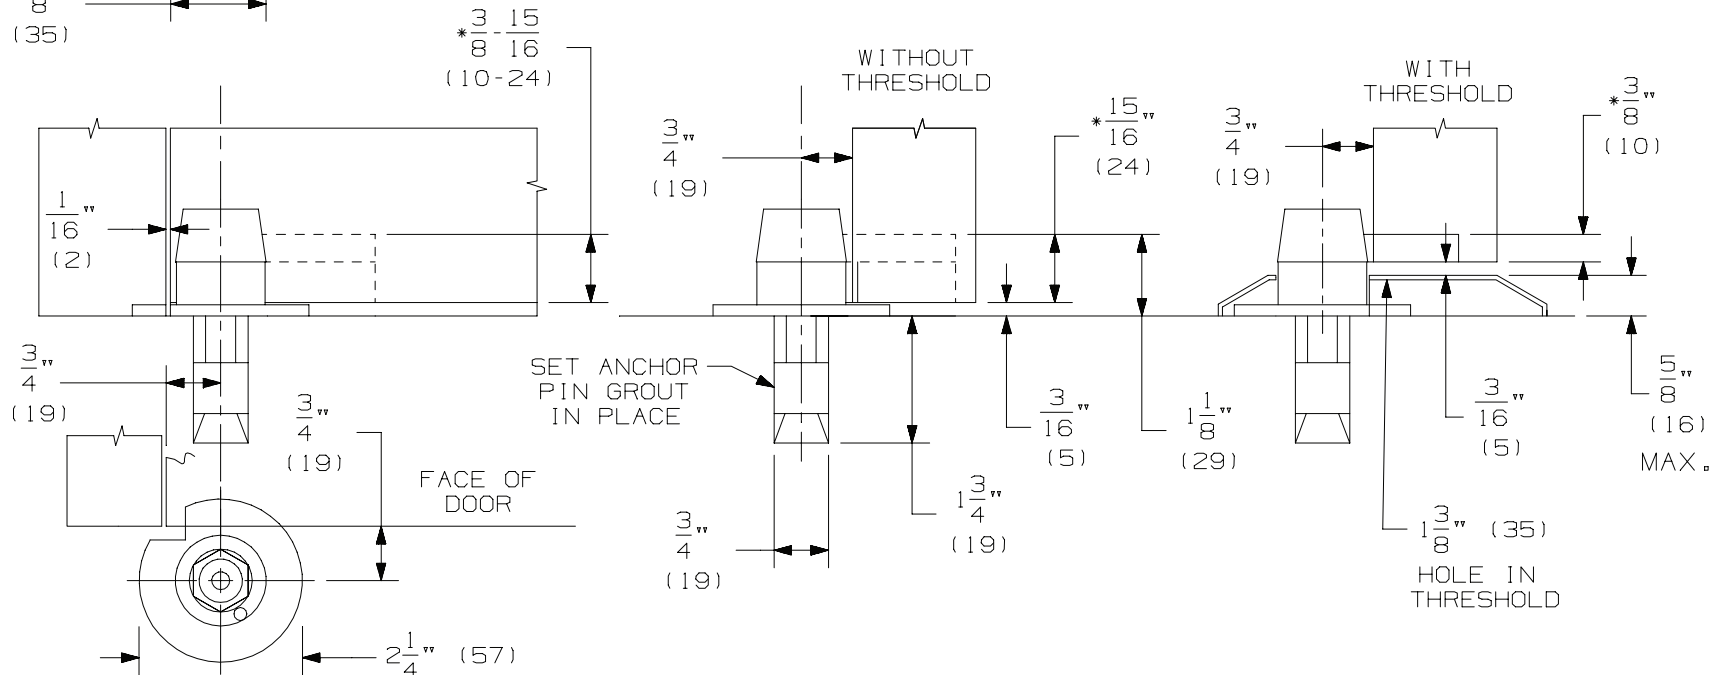 8
(35)
*3/8-15/16
(10-24)
1/16"
(2)
3/4"
(19)
3/4"
(19)
FACE OF
DOOR
2 1/4" (57)
WITHOUT
THRESHOLD
3/4"
(19)
*15/16"
(24)
SET ANCHOR
PIN GROUT
IN PLACE
3/16"
(5)
1 1/8"
(29)
3/4"
(19)
1 3/4"
(19)
WITH
THRESHOLD
3/4"
(19)
*3/8"
(10)
3/16"
(5)
5/8"
(16)
MAX.
1 3/8" (35)
HOLE IN
THRESHOLD